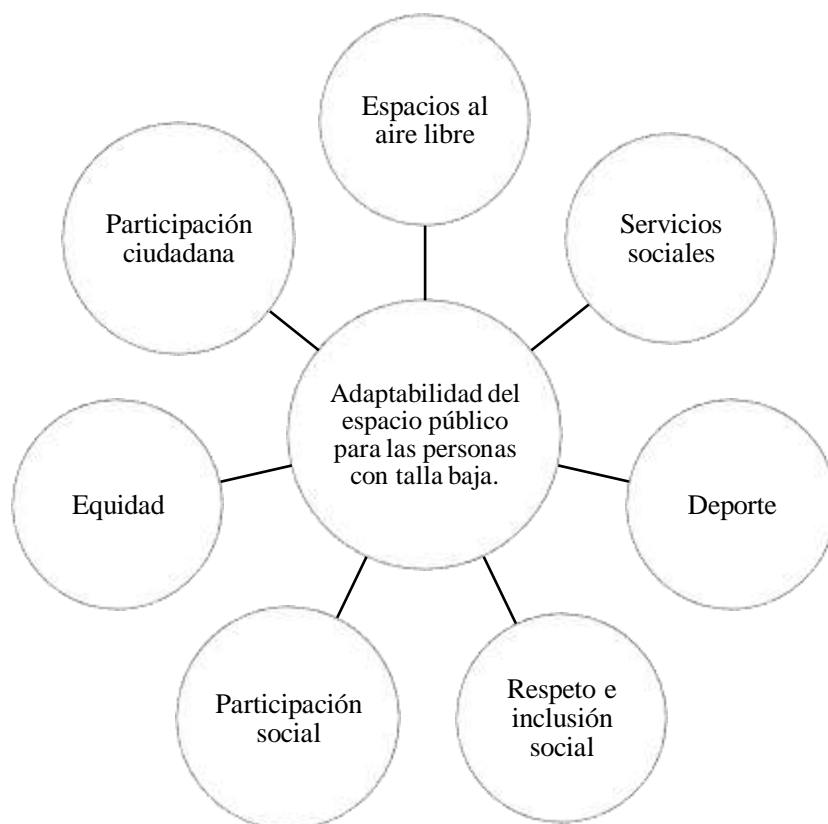 Espacios al
aire libre
Participación
ciudadana
Servicios
sociales
Adaptabilidad del
espacio público
para las personas
con talla baja.
Equidad
Deporte
Participación
social
Respeto e
inclusión
social